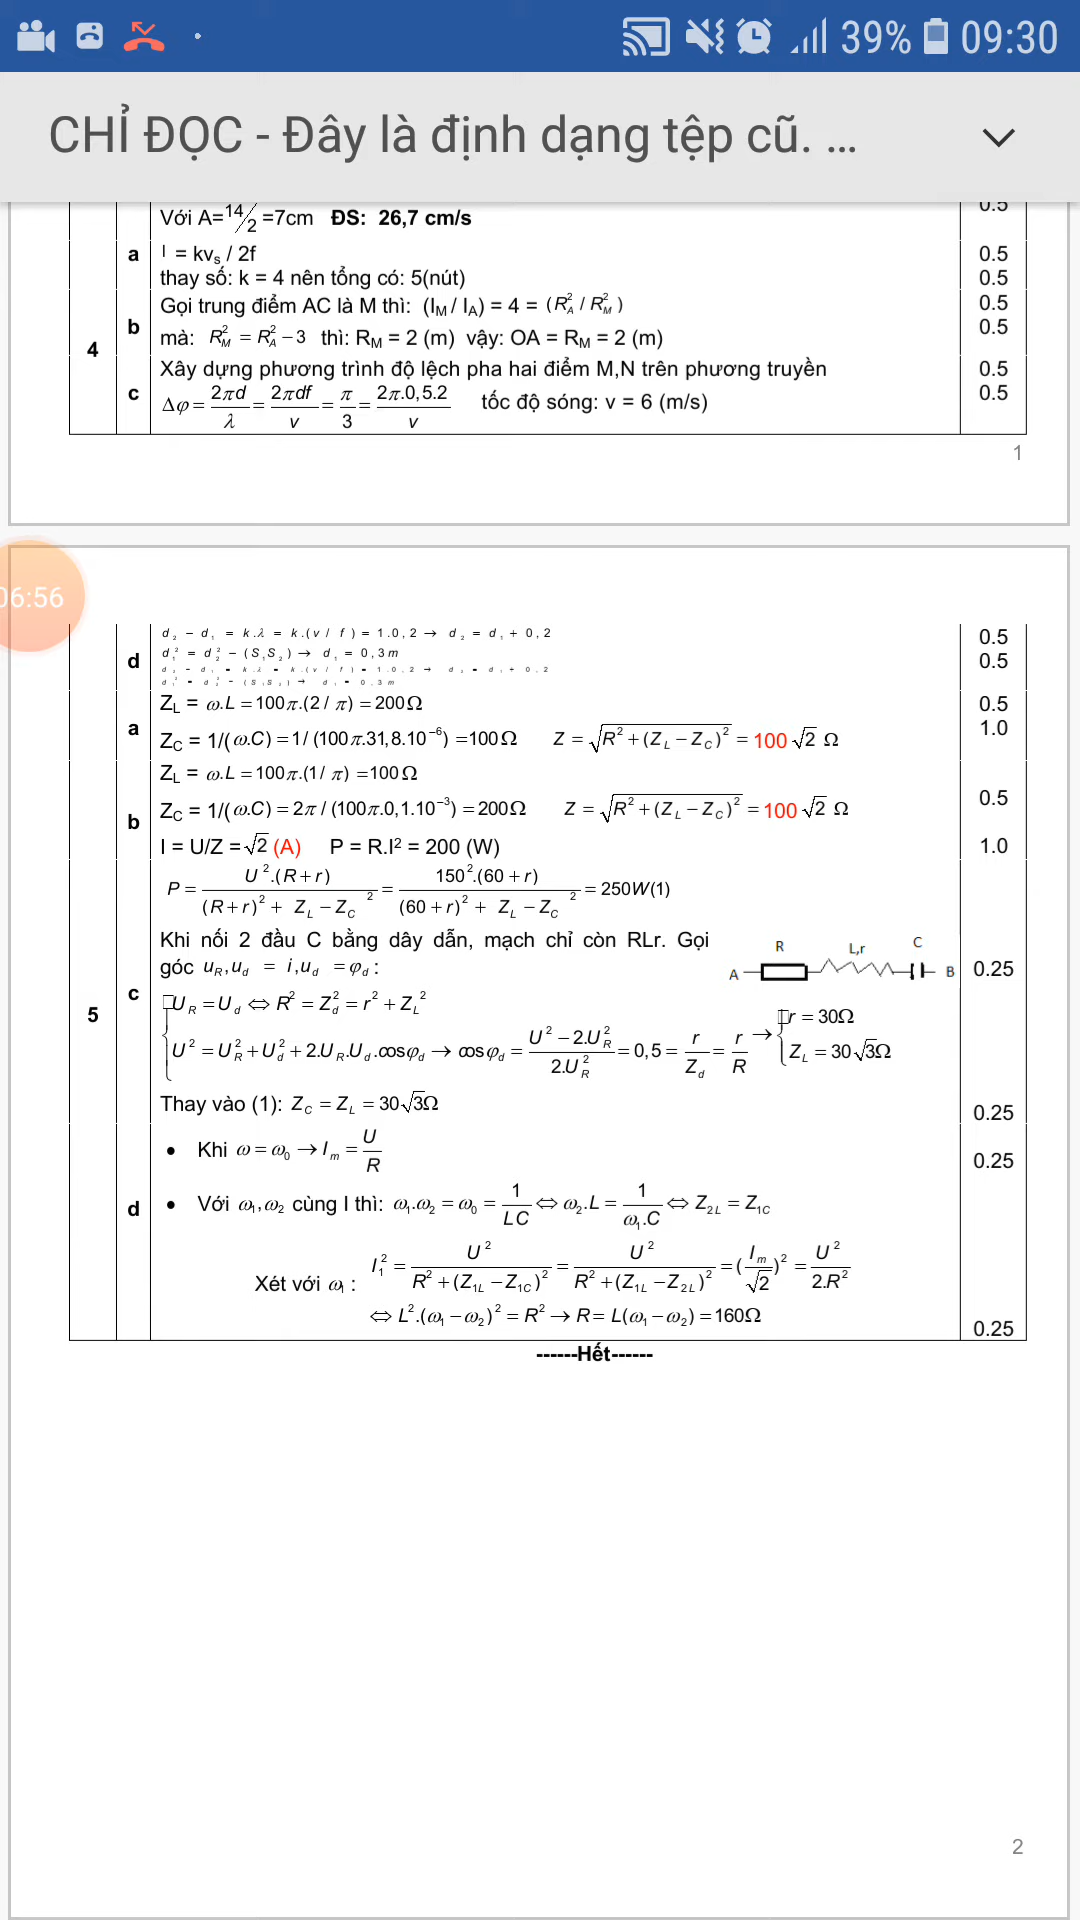 39% 09:30
CHỈ ĐỌC - Đây là định dạng tệp cũ. ...
Với A=14/2 =7cm ĐS: 26,7 cm/s 0.5
a l = kvs / 2f 0.5
thay số: k = 4 nên tổng có: 5(nút) 0.5
Gọi trung điểm AC là M thì: (IM / IA) = 4 = (R²A / R²M) 0.5
b mà: R²M = R²A − 3 thì: RM = 2 (m) vậy: OA = RM = 2 (m) 0.5
4
Xây dựng phương trình độ lệch pha hai điểm M,N trên phương truyền 0.5
c Δφ = 2πd/λ = 2πdf/v = π/3 = 2π.0,5.2/v tốc độ sóng: v = 6 (m/s) 0.5
1
06:56
d₂ − d₁ = k.λ = k.(v / f) = 1.0,2 → d₂ = d₁ + 0,2 0.5
d d₁² = d₂² − (S₁S₂) → d₁ = 0,3m 0.5
d₂ − d₁ = k.λ = k.(v / f) = 1.0,2 → d₂ = d₁ + 0,2
d₁² = d₂² − (S₁S₂) → d₁ = 0,3m
ZL = ω.L = 100π.(2 / π) = 200Ω 0.5
a ZC = 1/(ω.C) = 1/ (100π.31,8.10⁻⁶) = 100Ω Z = √(R² + (ZL − ZC)²) = 100√2 Ω 1.0
ZL = ω.L = 100π.(1/ π) = 100Ω
b ZC = 1/(ω.C) = 2π / (100π.0,1.10⁻³) = 200Ω Z = √(R² + (ZL − ZC)²) = 100√2 Ω 0.5
I = U/Z = √2 (A) P = R.I² = 200 (W) 1.0
P = U².(R + r)/((R + r)² + ZL − ZC ²) = 150².(60 + r)/((60 + r)² + ZL − ZC ²) = 250W(1)
Khi nối 2 đầu C bằng dây dẫn, mạch chỉ còn RLr. Gọi
góc uR,ud = i,ud = φd :
A R L,r C B 0.25
5
c UR = Ud ⇔ R² = Zd² = r² + ZL²
U² = UR² + Ud² + 2.UR.Ud.cosφd → cosφd = (U² − 2.UR²)/(2.UR²) = 0,5 = r/Zd = r/R → { r = 30Ω
ZL = 30√3Ω
Thay vào (1): ZC = ZL = 30√3Ω 0.25
• Khi ω = ω₀ → Im = U/R 0.25
d • Với ω₁,ω₂ cùng I thì: ω₁.ω₂ = ω₀ = 1/LC ⇔ ω₂.L = 1/(ω₁.C) ⇔ Z2L = Z1C
Xét với ω₁ : I₁² = U²/(R² + (Z1L − Z1C)²) = U²/(R² + (Z1L − Z2L)²) = (Im/√2)² = U²/(2.R²)
⇔ L².(ω₁ − ω₂)² = R² → R = L(ω₁ − ω₂) = 160Ω 0.25
------Hết------
2